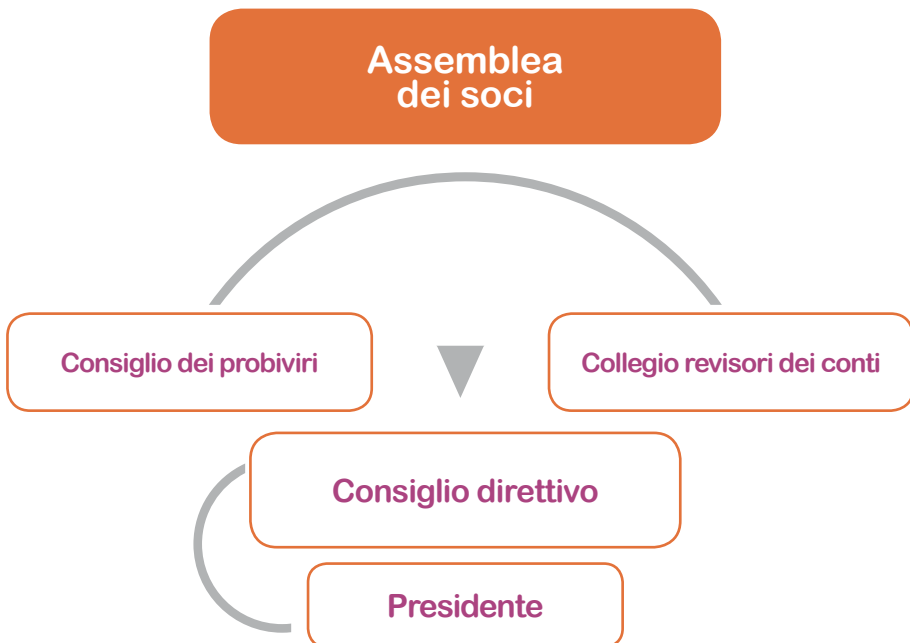 Assemblea
dei soci
Consiglio dei probiviri
Collegio revisori dei conti
Consiglio direttivo
Presidente